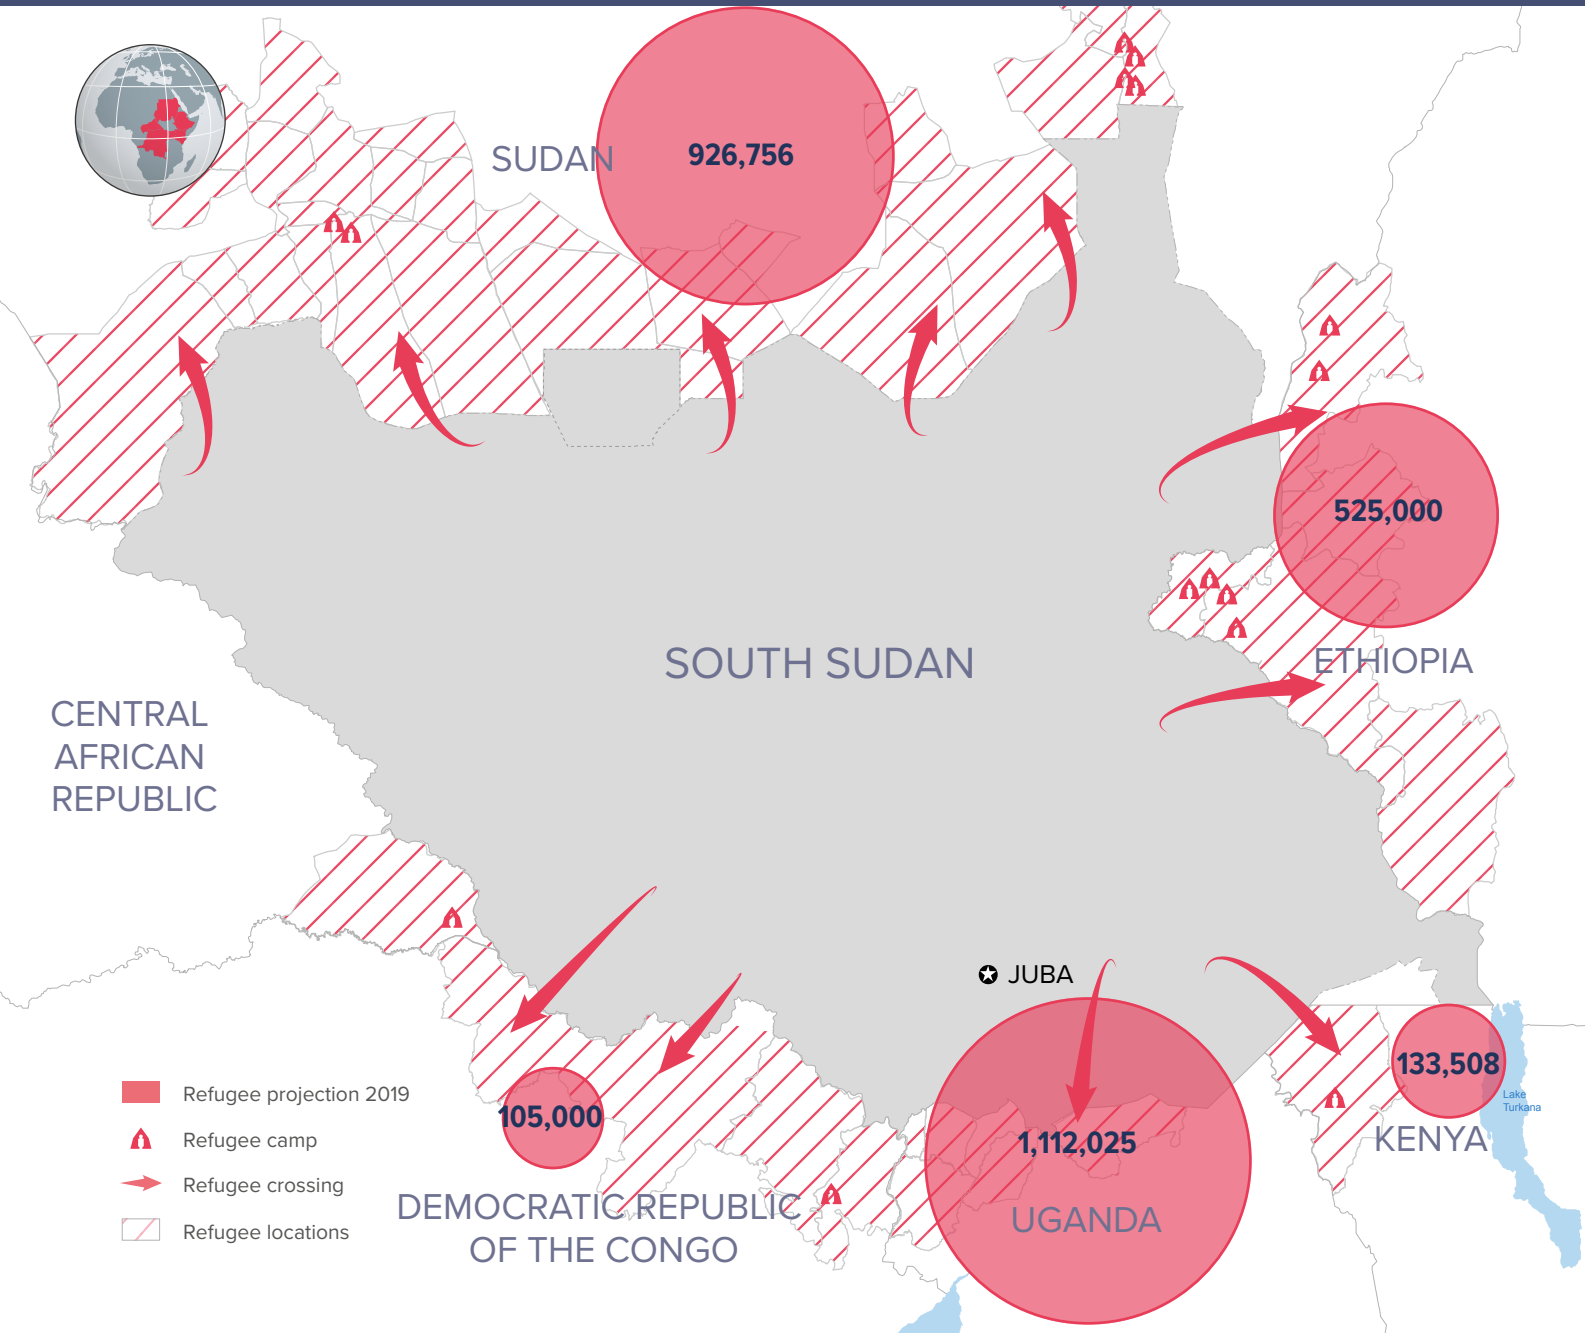 SUDAN
926,756
525,000
ETHIOPIA
SOUTH SUDAN
CENTRAL
AFRICAN
REPUBLIC
JUBA
133,508
Lake
Turkana
KENYA
105,000
1,112,025
UGANDA
DEMOCRATIC REPUBLIC
OF THE CONGO
Refugee projection 2019
Refugee camp
Refugee crossing
Refugee locations